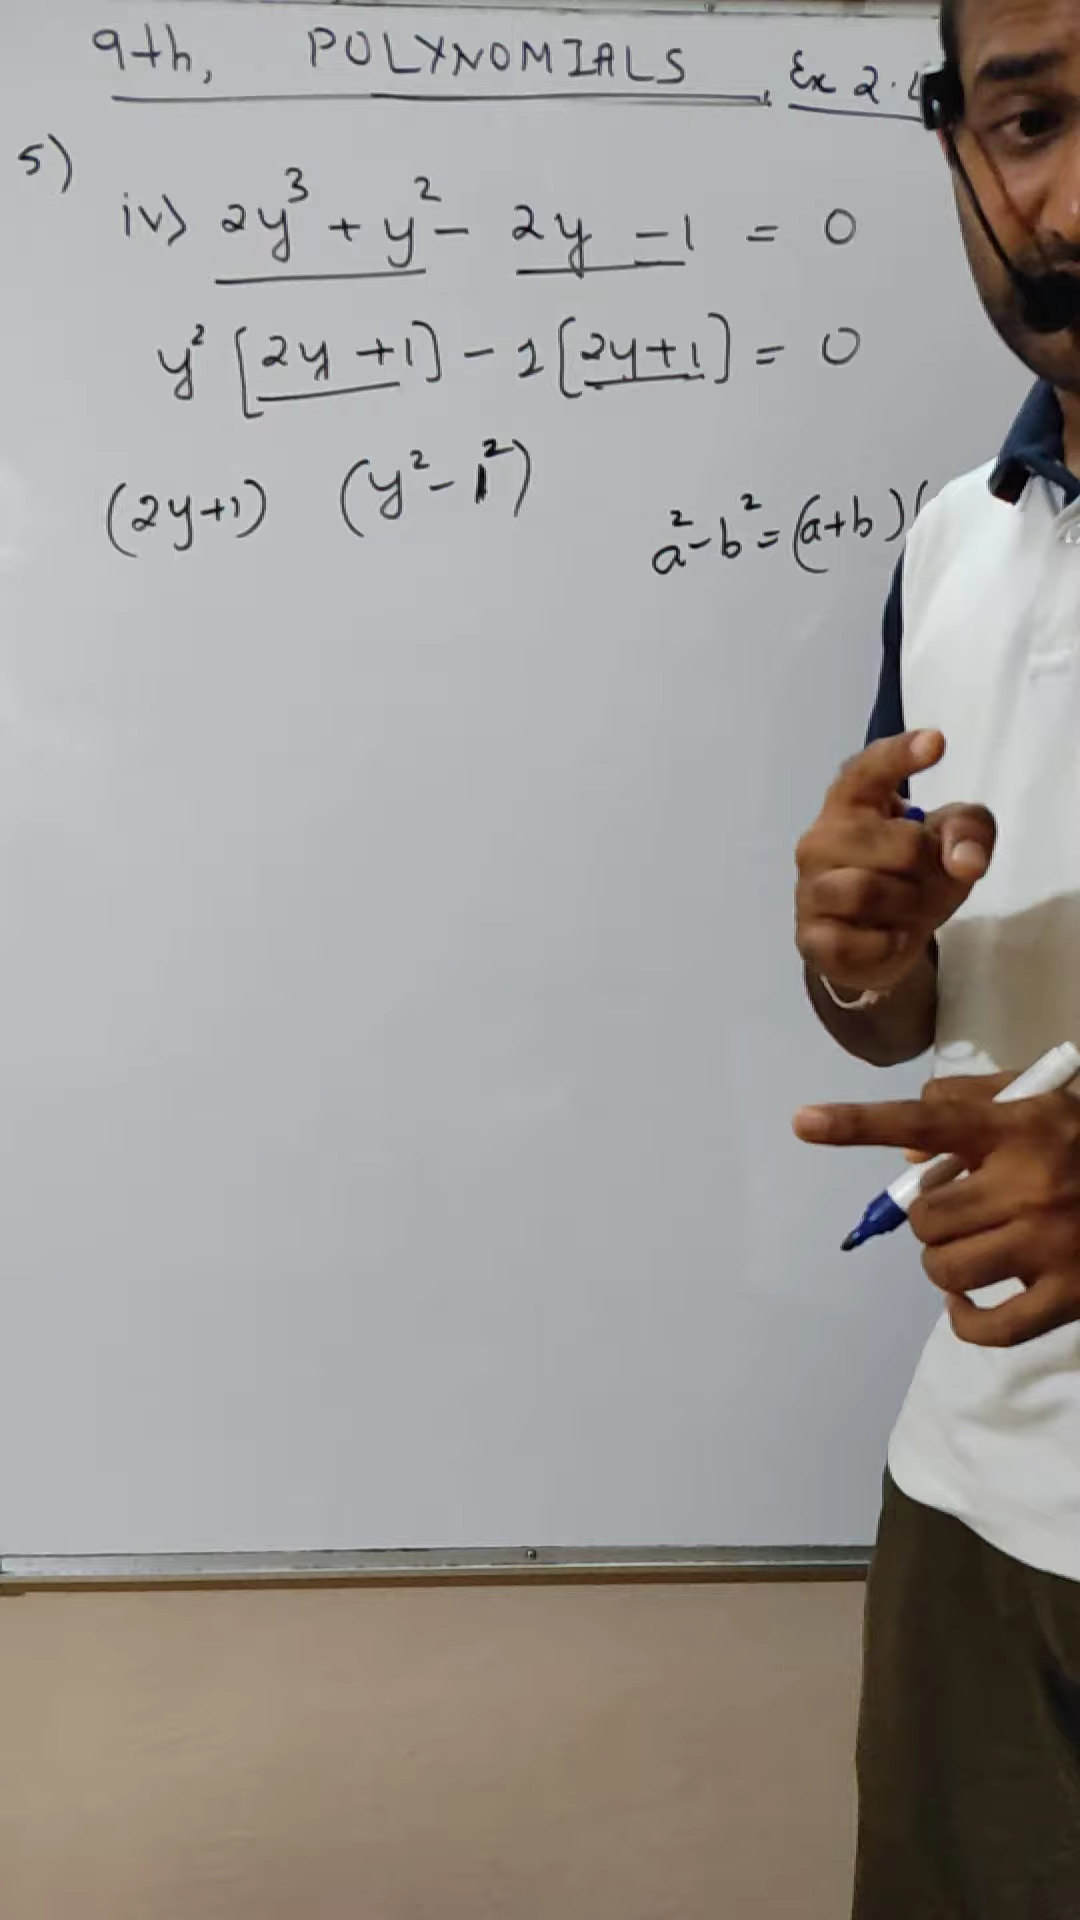 9th, POLYNOMIALS, Ex 2.4
5)
iv) 2y³ + y² - 2y - 1 = 0
y² [2y + 1] - 1 [2y + 1] = 0
(2y+1) (y² - 1²)
a² - b² = (a+b)(